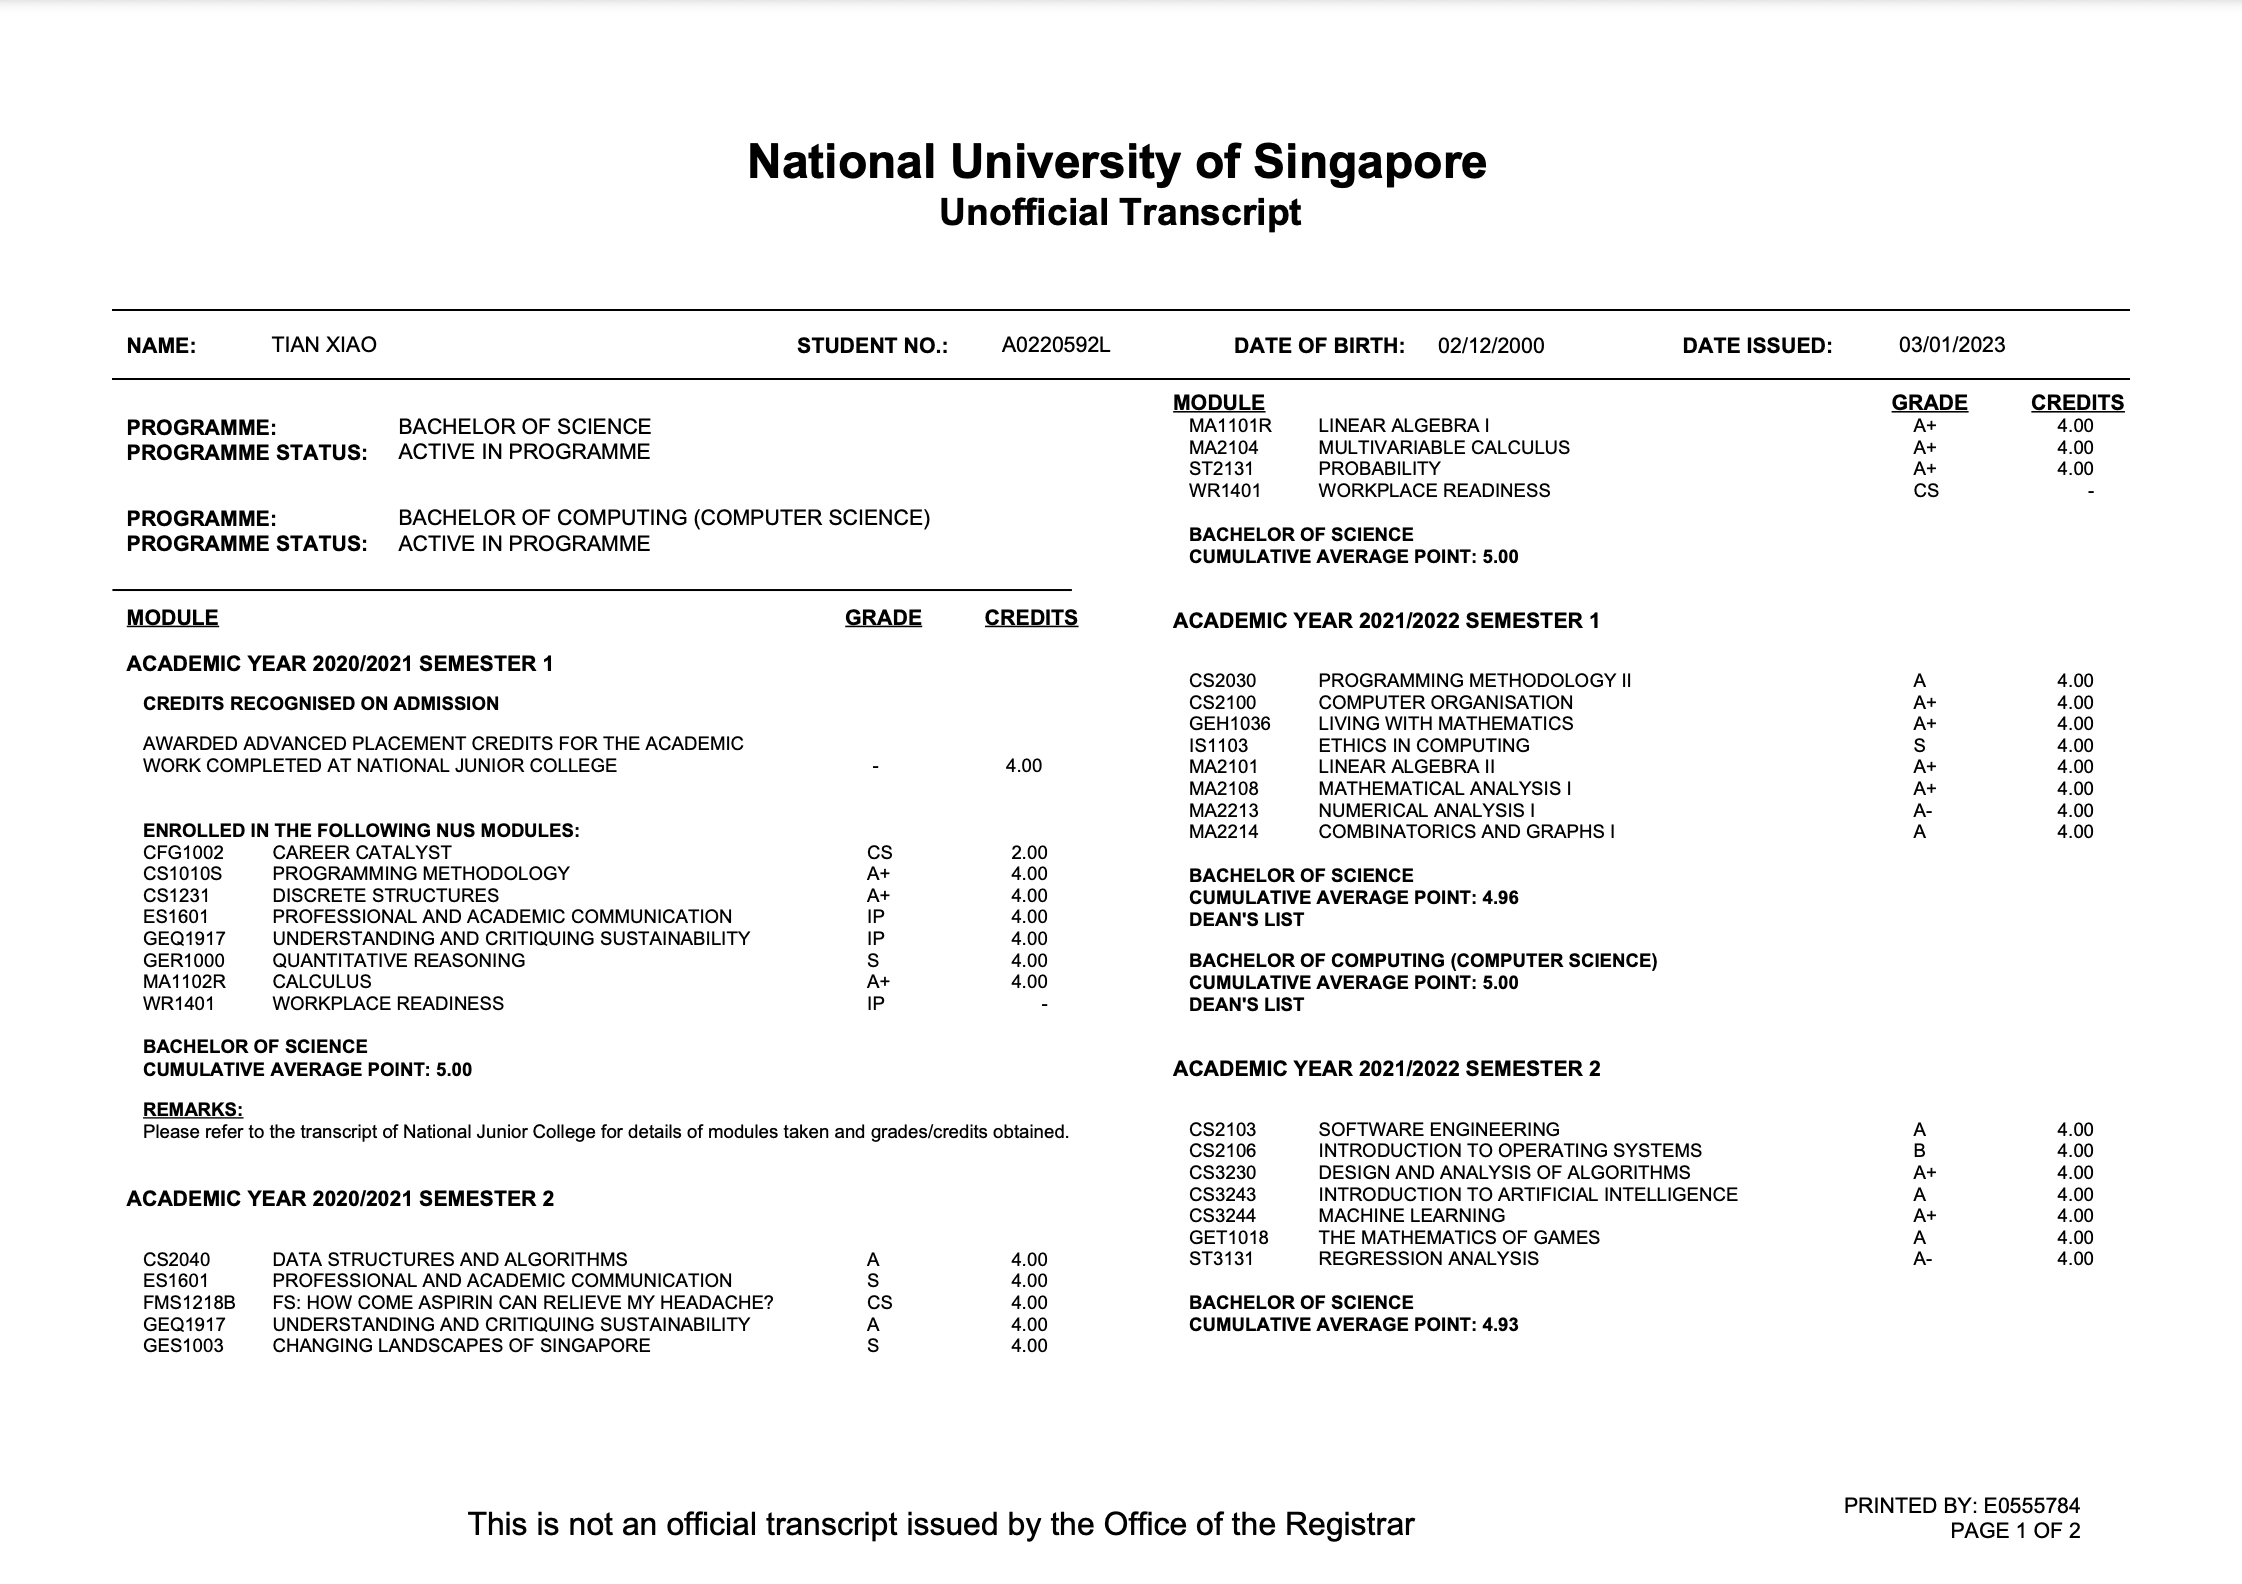 National University of Singapore
Unofficial Transcript
NAME: TIAN XIAO STUDENT NO.: A0220592L DATE OF BIRTH: 02/12/2000 DATE ISSUED: 03/01/2023
PROGRAMME: BACHELOR OF SCIENCE
PROGRAMME STATUS: ACTIVE IN PROGRAMME
PROGRAMME: BACHELOR OF COMPUTING (COMPUTER SCIENCE)
PROGRAMME STATUS: ACTIVE IN PROGRAMME
MODULE GRADE CREDITS
ACADEMIC YEAR 2020/2021 SEMESTER 1
CREDITS RECOGNISED ON ADMISSION
AWARDED ADVANCED PLACEMENT CREDITS FOR THE ACADEMIC
WORK COMPLETED AT NATIONAL JUNIOR COLLEGE - 4.00
ENROLLED IN THE FOLLOWING NUS MODULES:
CFG1002 CAREER CATALYST CS 2.00
CS1010S PROGRAMMING METHODOLOGY A+ 4.00
CS1231 DISCRETE STRUCTURES A+ 4.00
ES1601 PROFESSIONAL AND ACADEMIC COMMUNICATION IP 4.00
GEQ1917 UNDERSTANDING AND CRITIQUING SUSTAINABILITY IP 4.00
GER1000 QUANTITATIVE REASONING S 4.00
MA1102R CALCULUS A+ 4.00
WR1401 WORKPLACE READINESS IP -
BACHELOR OF SCIENCE
CUMULATIVE AVERAGE POINT: 5.00
REMARKS:
Please refer to the transcript of National Junior College for details of modules taken and grades/credits obtained.
ACADEMIC YEAR 2020/2021 SEMESTER 2
CS2040 DATA STRUCTURES AND ALGORITHMS A 4.00
ES1601 PROFESSIONAL AND ACADEMIC COMMUNICATION S 4.00
FMS1218B FS: HOW COME ASPIRIN CAN RELIEVE MY HEADACHE? CS 4.00
GEQ1917 UNDERSTANDING AND CRITIQUING SUSTAINABILITY A 4.00
GES1003 CHANGING LANDSCAPES OF SINGAPORE S 4.00
MODULE GRADE CREDITS
MA1101R LINEAR ALGEBRA I A+ 4.00
MA2104 MULTIVARIABLE CALCULUS A+ 4.00
ST2131 PROBABILITY A+ 4.00
WR1401 WORKPLACE READINESS CS -
BACHELOR OF SCIENCE
CUMULATIVE AVERAGE POINT: 5.00
ACADEMIC YEAR 2021/2022 SEMESTER 1
CS2030 PROGRAMMING METHODOLOGY II A 4.00
CS2100 COMPUTER ORGANISATION A+ 4.00
GEH1036 LIVING WITH MATHEMATICS A+ 4.00
IS1103 ETHICS IN COMPUTING S 4.00
MA2101 LINEAR ALGEBRA II A+ 4.00
MA2108 MATHEMATICAL ANALYSIS I A+ 4.00
MA2213 NUMERICAL ANALYSIS I A- 4.00
MA2214 COMBINATORICS AND GRAPHS I A 4.00
BACHELOR OF SCIENCE
CUMULATIVE AVERAGE POINT: 4.96
DEAN'S LIST
BACHELOR OF COMPUTING (COMPUTER SCIENCE)
CUMULATIVE AVERAGE POINT: 5.00
DEAN'S LIST
ACADEMIC YEAR 2021/2022 SEMESTER 2
CS2103 SOFTWARE ENGINEERING A 4.00
CS2106 INTRODUCTION TO OPERATING SYSTEMS B 4.00
CS3230 DESIGN AND ANALYSIS OF ALGORITHMS A+ 4.00
CS3243 INTRODUCTION TO ARTIFICIAL INTELLIGENCE A 4.00
CS3244 MACHINE LEARNING A+ 4.00
GET1018 THE MATHEMATICS OF GAMES A 4.00
ST3131 REGRESSION ANALYSIS A- 4.00
BACHELOR OF SCIENCE
CUMULATIVE AVERAGE POINT: 4.93
This is not an official transcript issued by the Office of the Registrar
PRINTED BY: E0555784
PAGE 1 OF 2